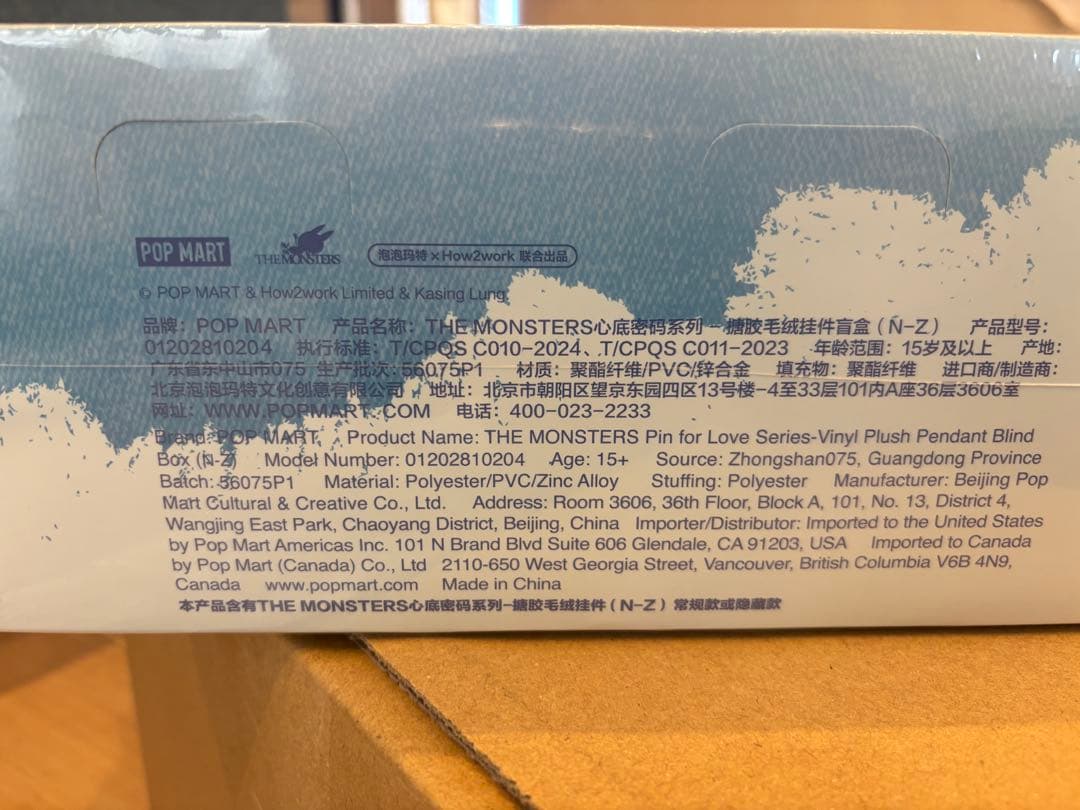 POP MART THE MONSTERS 泡泡玛特×How2work 联合出品
© POP MART & How2work Limited & Kasing Lung
品牌：POP MART 产品名称：THE MONSTERS心底密码系列－搪胶毛绒挂件盲盒（N-Z） 产品型号：
01202810204 执行标准：T/CPQS C010-2024、T/CPQS C011-2023 年龄范围：15岁及以上 产地：
广东省东中山市075 生产批次：56075P1 材质：聚酯纤维/PVC/锌合金 填充物：聚酯纤维 进口商/制造商：
北京泡泡玛特文化创意有限公司 地址：北京市朝阳区望京东园四区13号楼-4至33层101内A座36层3606室
网址：WWW.POPMART.COM 电话：400-023-2233
Brand: POP MART Product Name: THE MONSTERS Pin for Love Series-Vinyl Plush Pendant Blind
Box (N-Z) Model Number: 01202810204 Age: 15+ Source: Zhongshan075, Guangdong Province
Batch: 56075P1 Material: Polyester/PVC/Zinc Alloy Stuffing: Polyester Manufacturer: Beijing Pop
Mart Cultural & Creative Co., Ltd. Address: Room 3606, 36th Floor, Block A, 101, No. 13, District 4,
Wangjing East Park, Chaoyang District, Beijing, China Importer/Distributor: Imported to the United States
by Pop Mart Americas Inc. 101 N Brand Blvd Suite 606 Glendale, CA 91203, USA Imported to Canada
by Pop Mart (Canada) Co., Ltd 2110-650 West Georgia Street, Vancouver, British Columbia V6B 4N9,
Canada www.popmart.com Made in China
本产品含有THE MONSTERS心底密码系列-搪胶毛绒挂件（N-Z）常规款或隐藏款